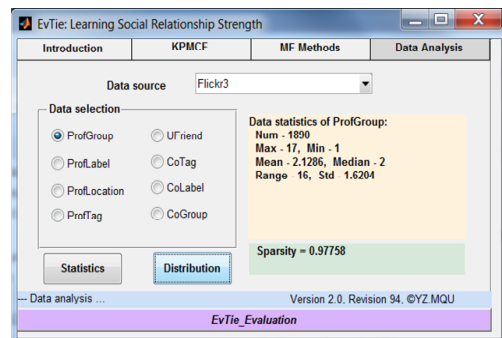 EvTie: Learning Social Relationship Strength
Introduction KPMCF MF Methods Data Analysis
Data source Flickr3
Data selection
ProfGroup UFriend
ProfLabel CoTag
ProfLocation CoLabel
ProfTag CoGroup
Data statistics of ProfGroup:
Num - 1890
Max - 17, Min - 1
Mean - 2.1286, Median - 2
Range - 16, Std - 1.6204
Sparsity = 0.97758
Statistics Distribution
--- Data analysis ...
Version 2.0, Revision 94, ©YZ.MQU
EvTie_Evaluation